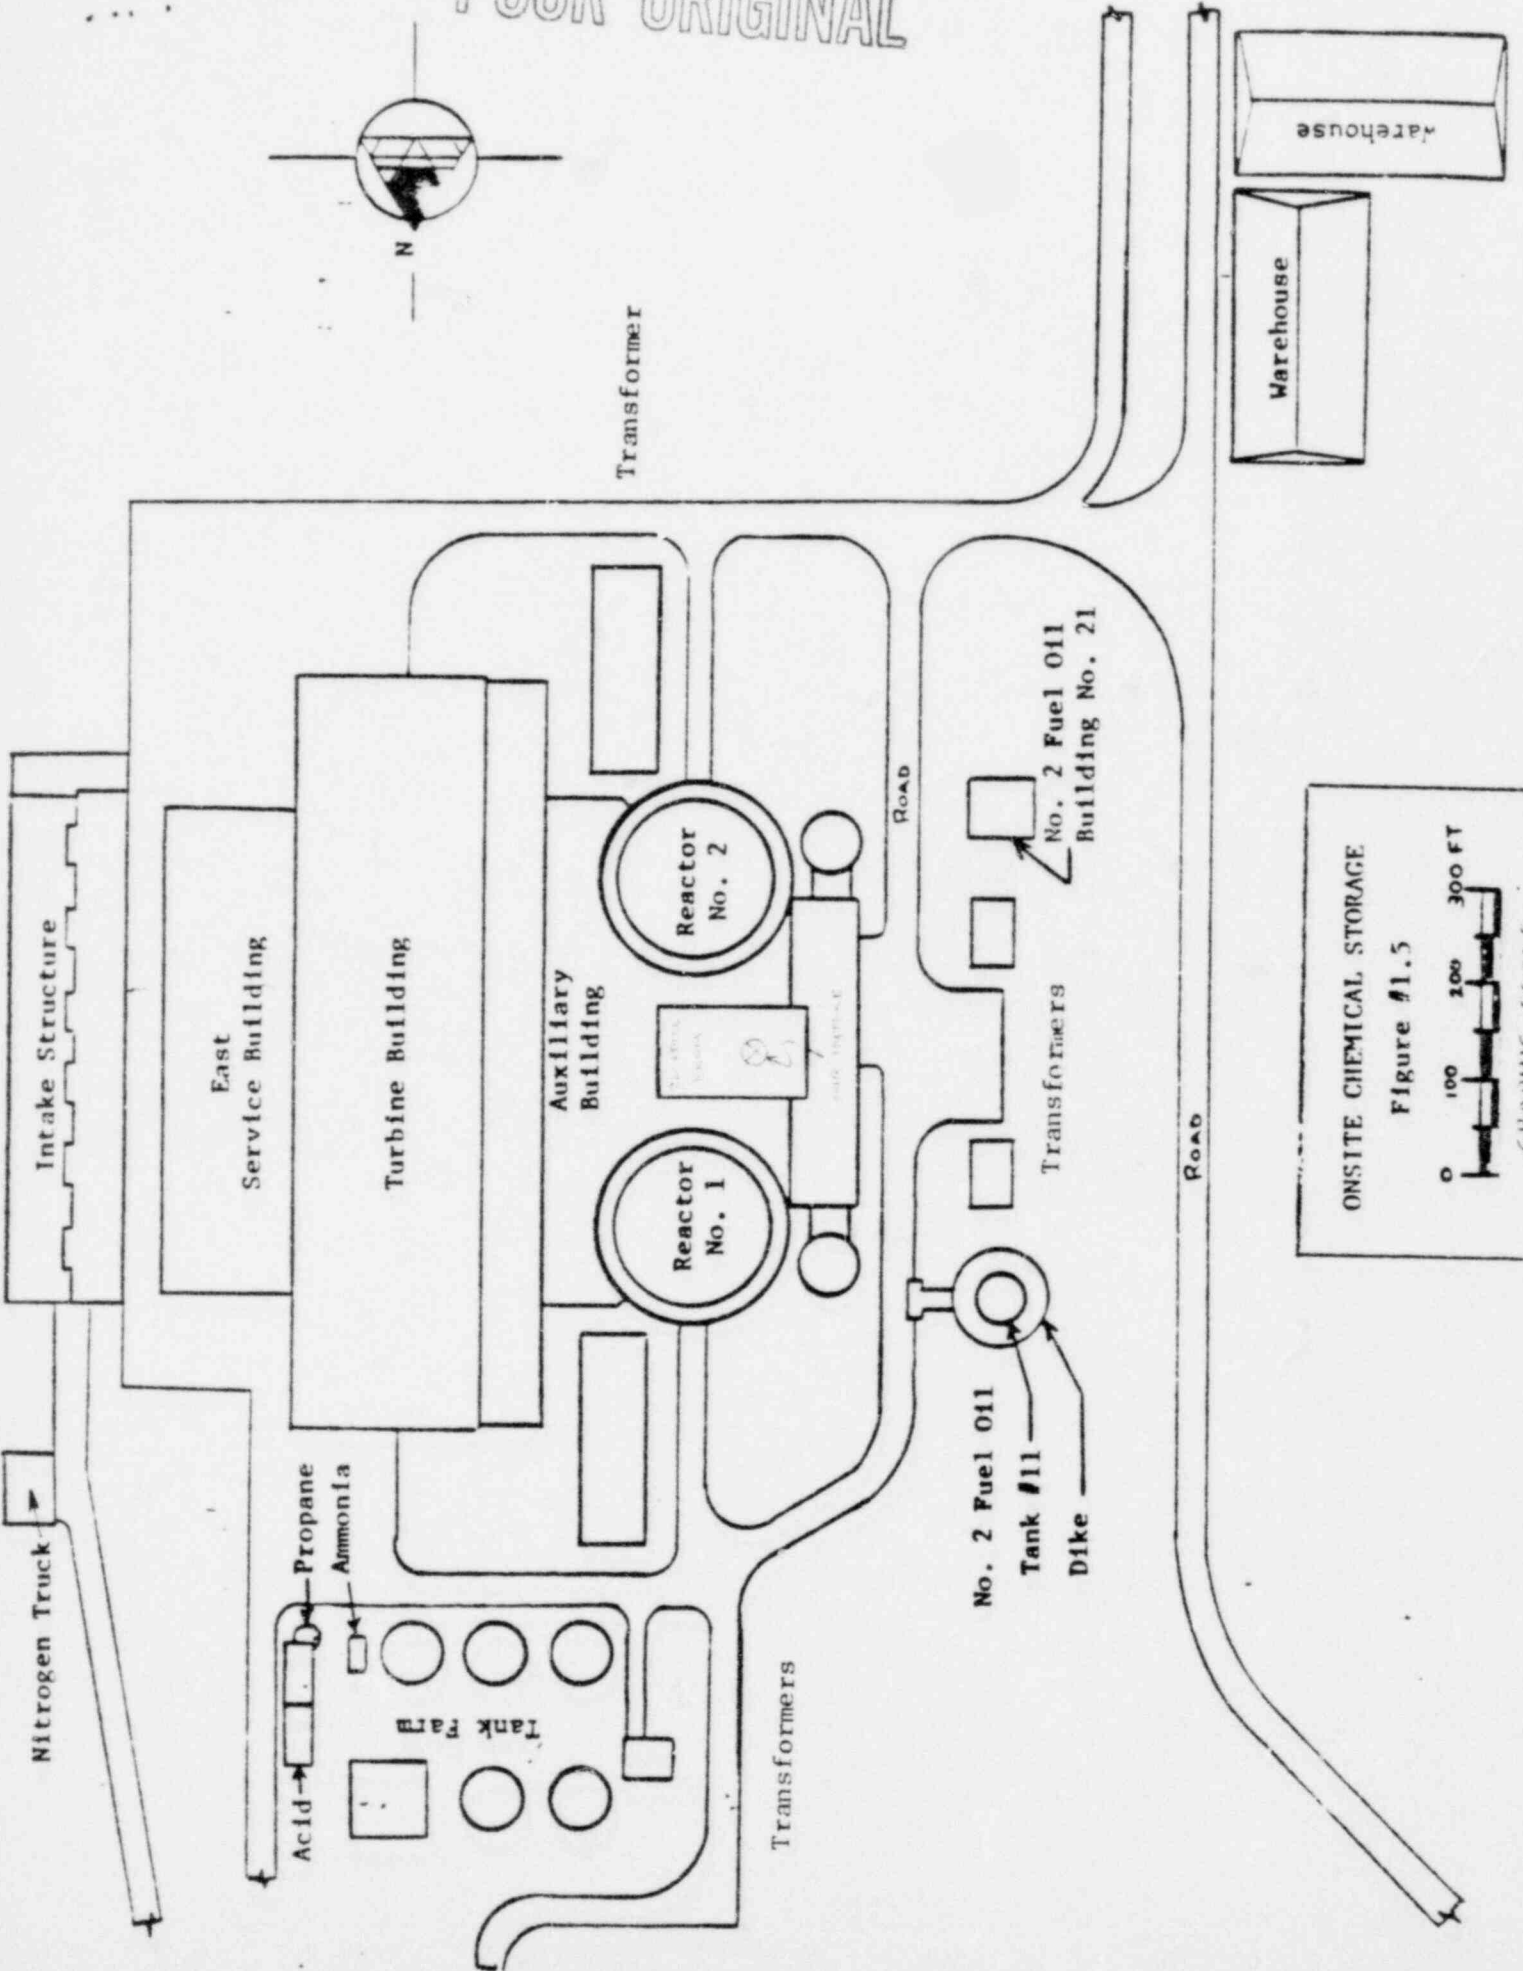 POOR ORIGINAL
N
Transformer
Warehouse
Warehouse
Intake Structure
East
Service Building
Turbine Building
Auxiliary
Building
Reactor
No. 2
Reactor
No. 1
ROAD
No. 2 Fuel Oil
Building No. 21
Transformers
ROAD
Nitrogen Truck
Propane
Ammonia
Acid
Tank Farm
Transformers
No. 2 Fuel Oil
Tank #11
Dike
ONSITE CHEMICAL STORAGE
Figure #1.5
0 100 200 300 FT